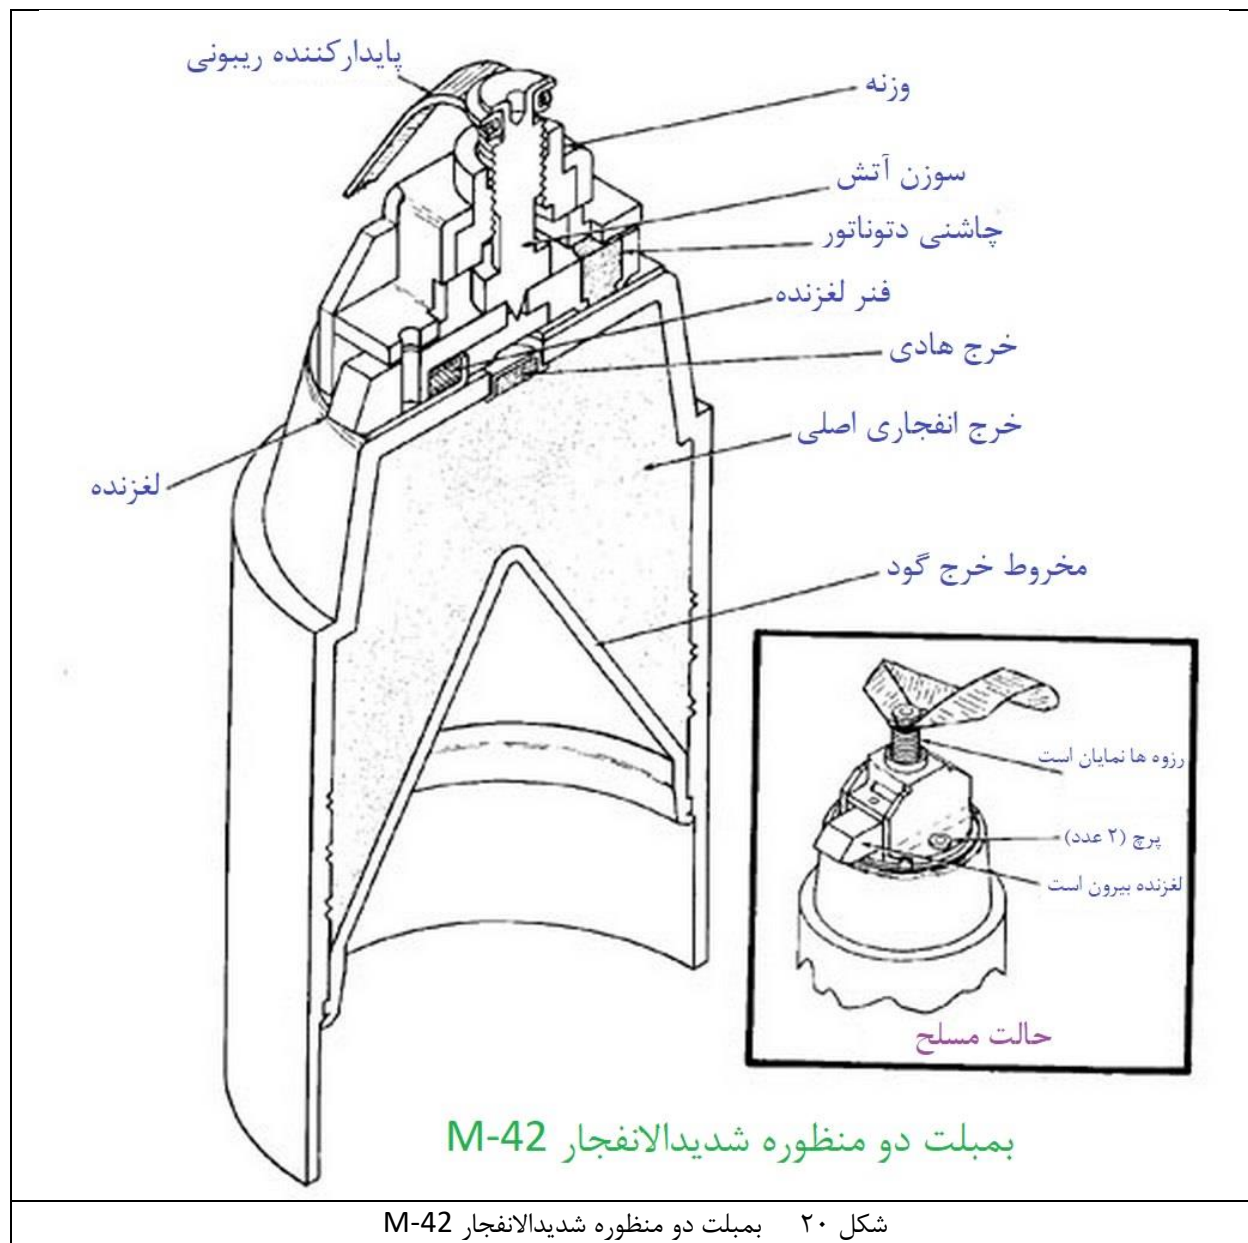 پایدارکننده ریبونی
وزنه
سوزن آتش
چاشنی دتوناتور
فنر لغزنده
خرج هادی
خرج انفجاری اصلی
لغزنده
مخروط خرج گود
رزوه ها نمایان است
پرچ (۲ عدد)
لغزنده بیرون است
حالت مسلح
بمبلت دو منظوره شدیدالانفجار M-42
شکل ۲۰ بمبلت دو منظوره شدیدالانفجار M-42